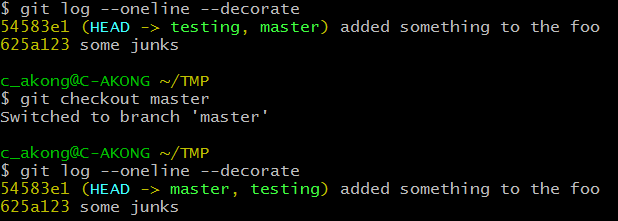 $ git log --oneline --decorate
54583e1 (HEAD -> testing, master) added something to the foo
625a123 some junks
c_akong@C-AKONG ~/TMP
$ git checkout master
Switched to branch 'master'
c_akong@C-AKONG ~/TMP
$ git log --oneline --decorate
54583e1 (HEAD -> master, testing) added something to the foo
625a123 some junks